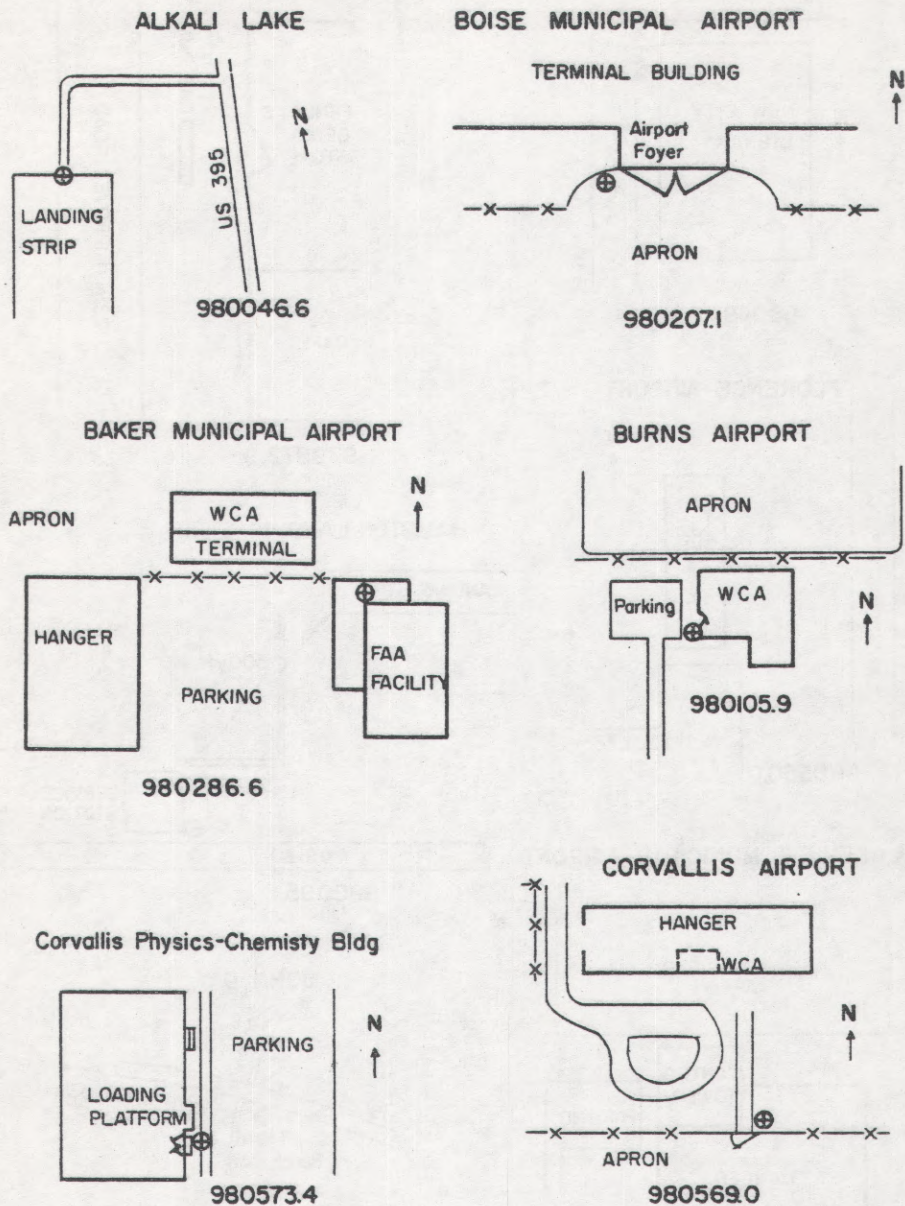 ALKALI LAKE
N
US 395
LANDING
STRIP
980046.6
BOISE MUNICIPAL AIRPORT
TERMINAL BUILDING
N
Airport
Foyer
APRON
980207.1
BAKER MUNICIPAL AIRPORT
N
APRON
WCA
TERMINAL
HANGER
FAA
FACILITY
PARKING
980286.6
BURNS AIRPORT
APRON
Parking
WCA
N
980105.9
Corvallis Physics-Chemisty Bldg
N
PARKING
LOADING
PLATFORM
980573.4
CORVALLIS AIRPORT
HANGER
WCA
N
APRON
980569.0